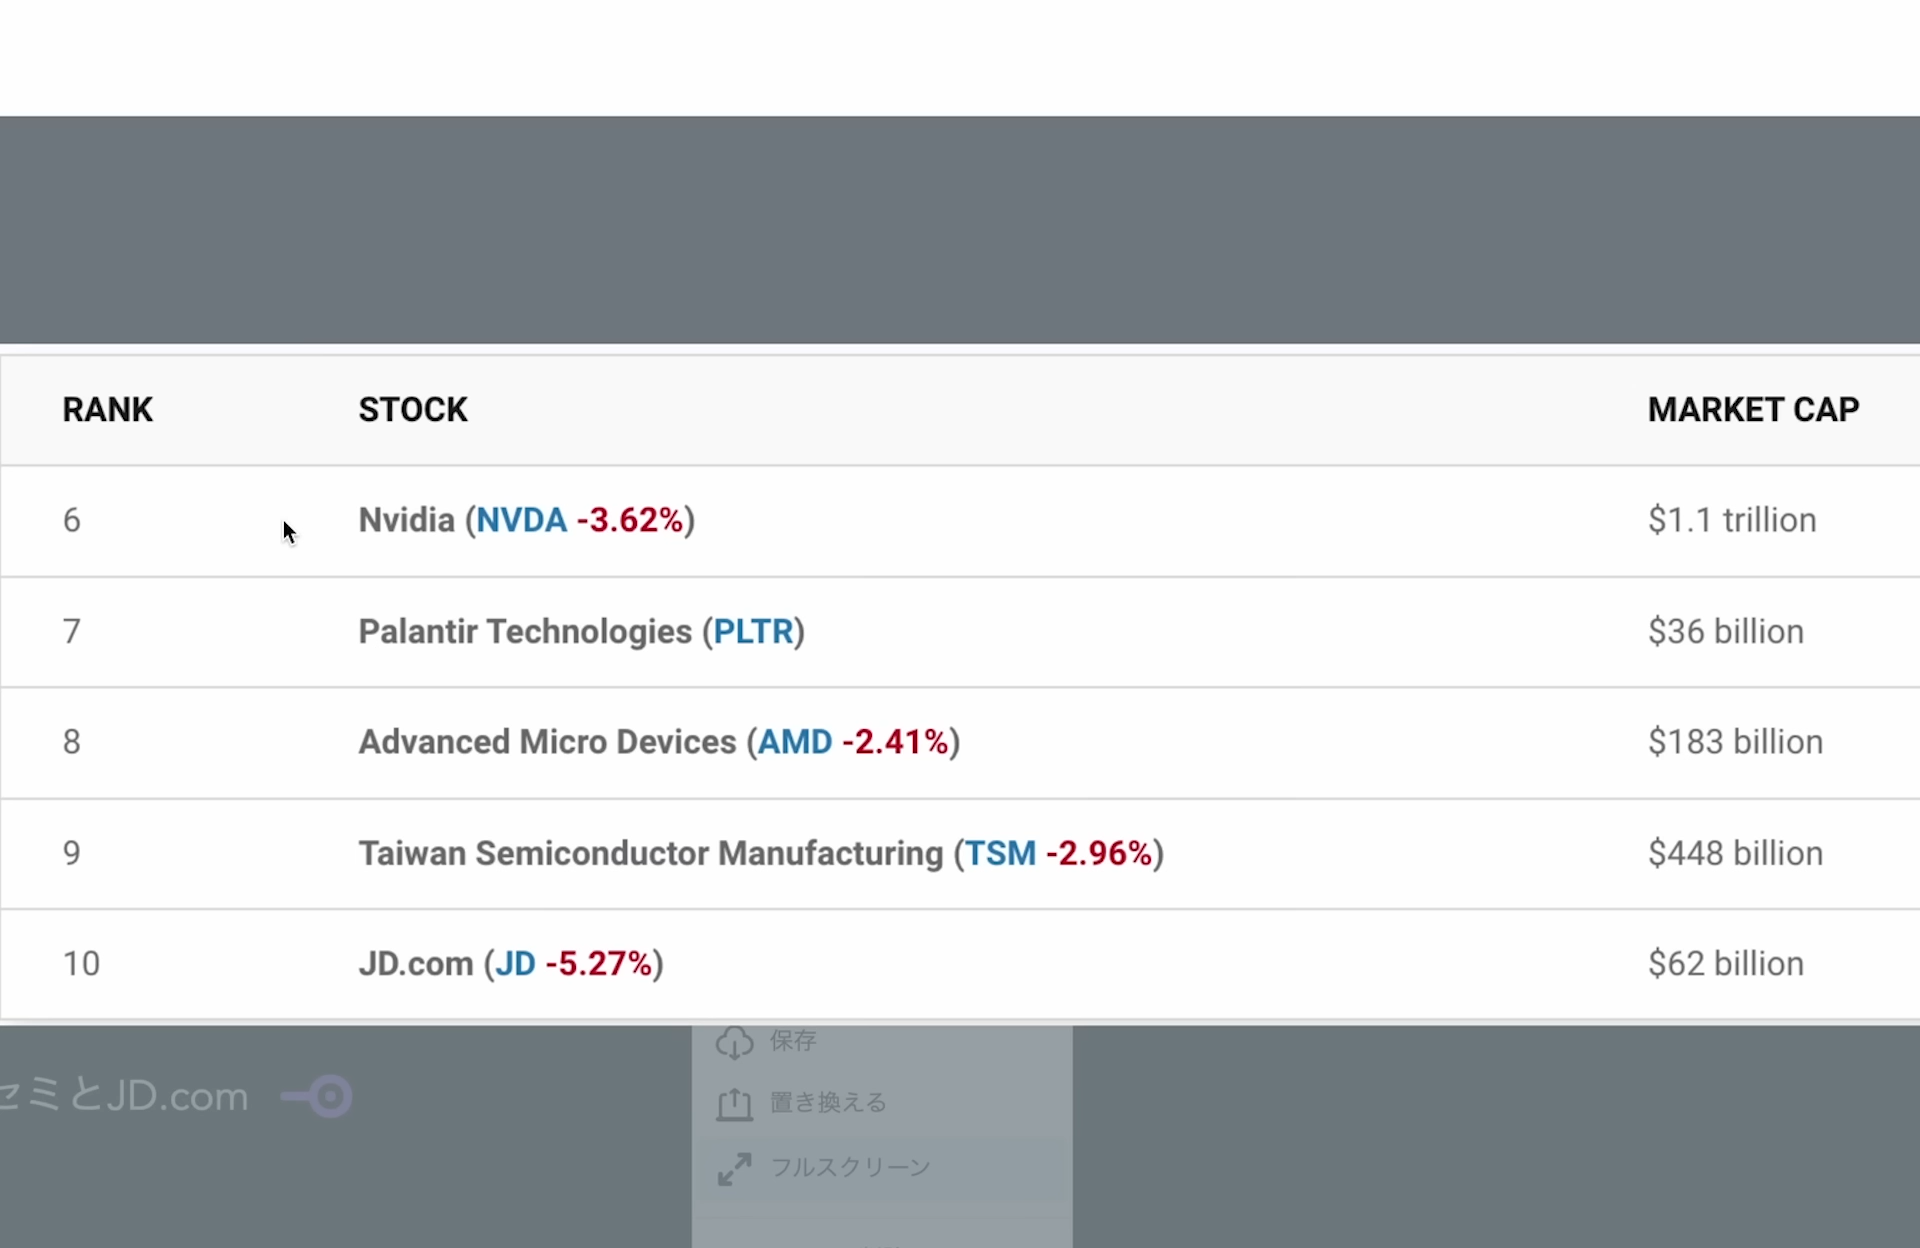 RANK STOCK MARKET CAP
6 Nvidia (NVDA -3.62%) $1.1 trillion
7 Palantir Technologies (PLTR) $36 billion
8 Advanced Micro Devices (AMD -2.41%) $183 billion
9 Taiwan Semiconductor Manufacturing (TSM -2.96%) $448 billion
10 JD.com (JD -5.27%) $62 billion
保存
セミとJD.com
置き換える
フルスクリーン